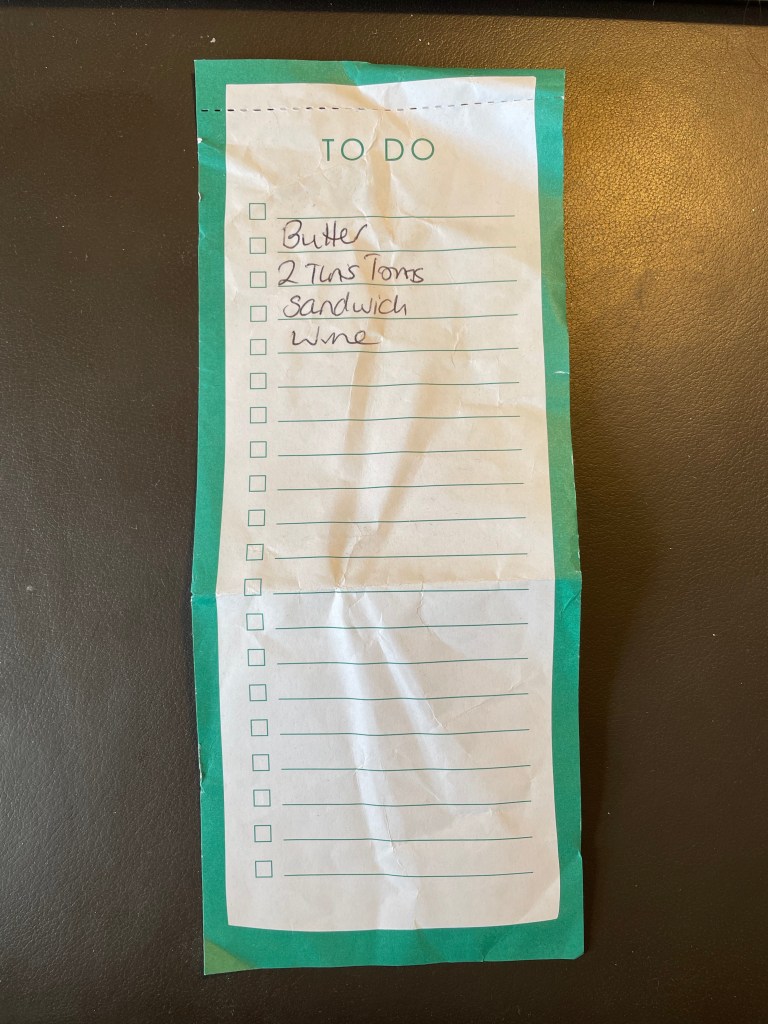 TO DO
Butter
2 Tins Toms
Sandwich
Wine